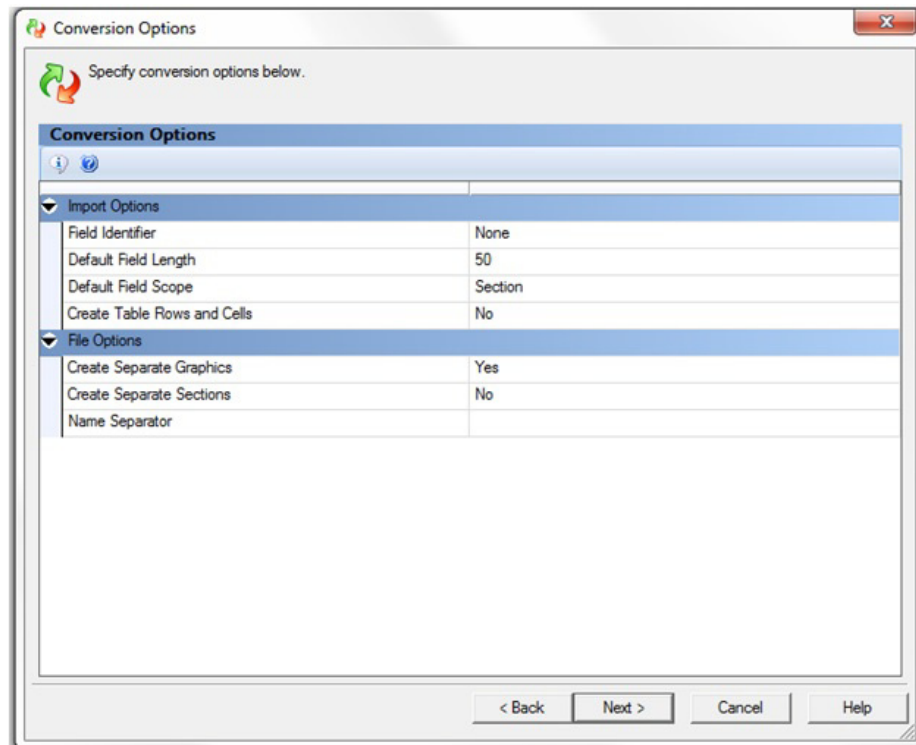 Conversion Options
Specify conversion options below.
Conversion Options
Import Options
Field Identifier None
Default Field Length 50
Default Field Scope Section
Create Table Rows and Cells No
File Options
Create Separate Graphics Yes
Create Separate Sections No
Name Separator
< Back Next > Cancel Help